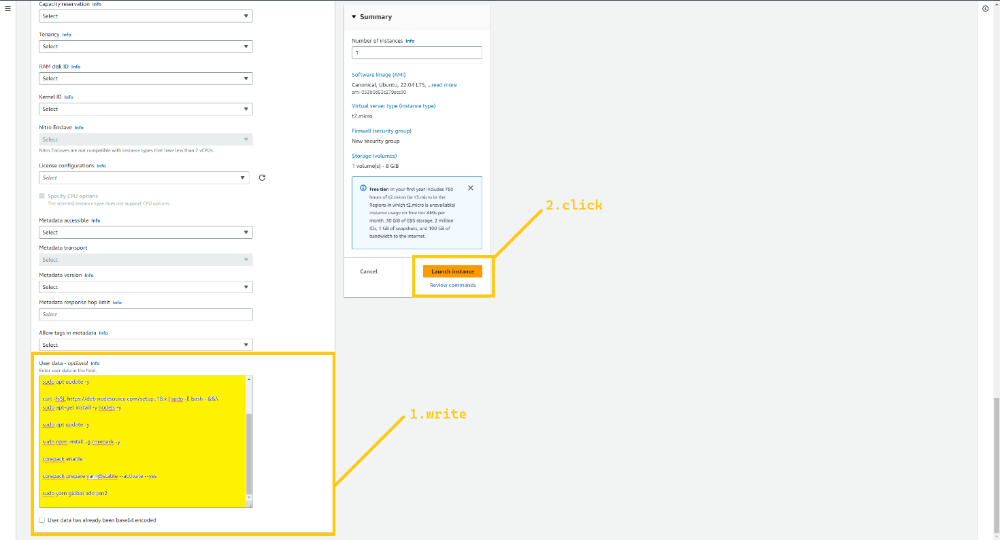 Capacity reservation Info
Select
Tenancy Info
Select
RAM disk ID Info
Select
Kernel ID Info
Select
Nitro Enclave Info
Select
Nitro Enclaves are not compatible with instance types that have less than 2 vCPUs.
License configurations Info
Select
Specify CPU options
The selected instance type does not support CPU options.
Metadata accessible Info
Select
Metadata transport
Select
Metadata version Info
Select
Metadata response hop limit Info
Select
Allow tags in metadata Info
Select
User data - optional Info
Enter user data in the field.
sudo apt update -y
curl -fsSL https://deb.nodesource.com/setup_18.x | sudo -E bash - &&\
sudo apt-get install -y nodejs -y
sudo apt update -y
sudo npm install -g corepack -y
corepack enable
corepack prepare yarn@stable --activate --yes
sudo yarn global add pm2
User data has already been base64 encoded
1.write
Summary
Number of instances Info
1
Software Image (AMI)
Canonical, Ubuntu, 22.04 LTS, ...read more
ami-053b0d53c279acc90
Virtual server type (instance type)
t2.micro
Firewall (security group)
New security group
Storage (volumes)
1 volume(s) - 8 GiB
Free tier: In your first year includes 750
hours of t2.micro (or t3.micro in the
Regions in which t2.micro is unavailable)
instance usage on free tier AMIs per
month, 30 GiB of EBS storage, 2 million
IOs, 1 GB of snapshots, and 100 GB of
bandwidth to the internet.
Cancel
Launch instance
Review commands
2.click